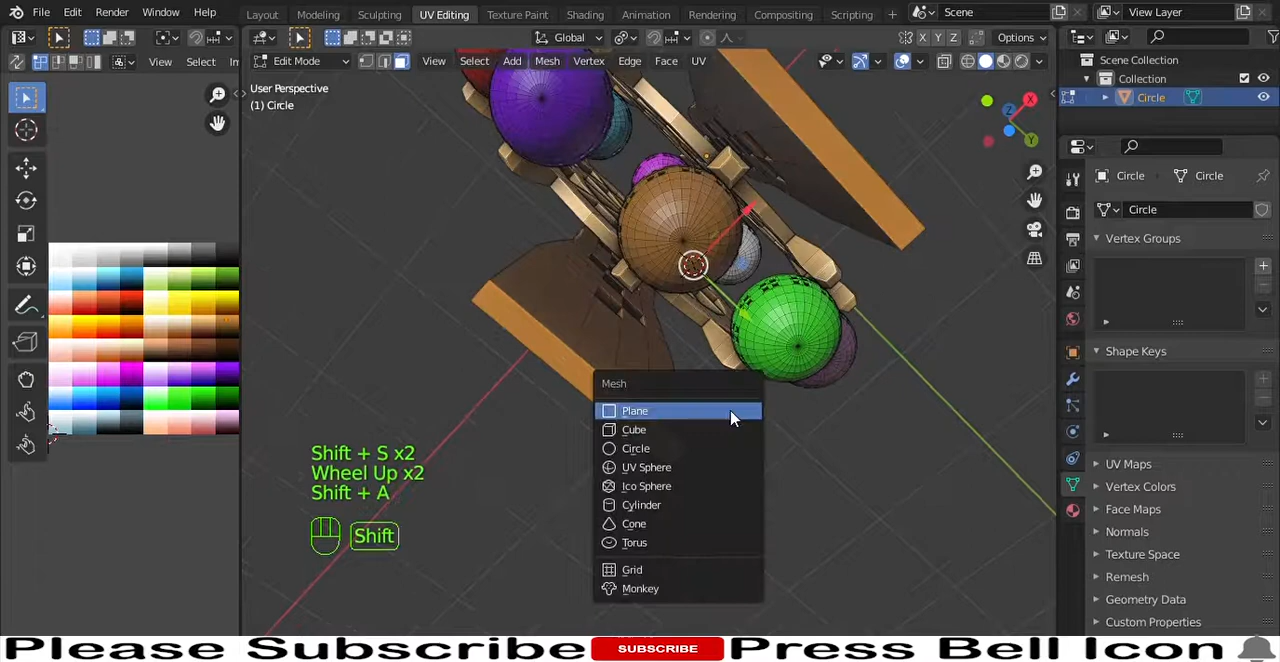 File Edit Render Window Help
Layout Modeling Sculpting UV Editing Texture Paint Shading Animation Rendering Compositing Scripting
Scene
View Layer
View Select In
Global
X Y Z
Options
Edit Mode
View Select Add Mesh Vertex Edge Face UV
User Perspective
(1) Circle
Scene Collection
Collection
Circle
X
Y
Z
Circle Circle
Circle
Vertex Groups
Shape Keys
UV Maps
Vertex Colors
Face Maps
Normals
Texture Space
Remesh
Geometry Data
Custom Properties
Mesh
Plane
Cube
Circle
UV Sphere
Ico Sphere
Cylinder
Cone
Torus
Grid
Monkey
Shift + S x2
Wheel Up x2
Shift + A
Shift
Please Subscribe SUBSCRIBE Press Bell Icon